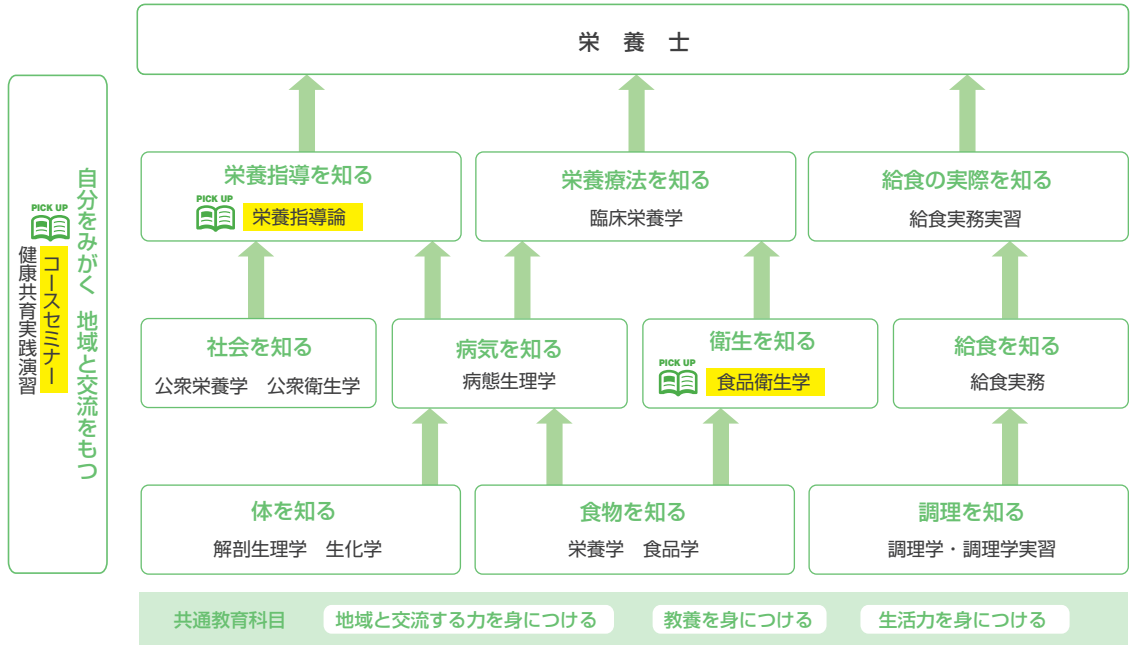 栄　養　士
自分をみがく　地域と交流をもつ
PICK UP
コースセミナー
健康共育実践演習
栄養指導を知る
PICK UP
栄養指導論
栄養療法を知る
臨床栄養学
給食の実際を知る
給食実務実習
社会を知る
公衆栄養学　公衆衛生学
病気を知る
病態生理学
衛生を知る
PICK UP
食品衛生学
給食を知る
給食実務
体を知る
解剖生理学　生化学
食物を知る
栄養学　食品学
調理を知る
調理学・調理学実習
共通教育科目
地域と交流する力を身につける
教養を身につける
生活力を身につける